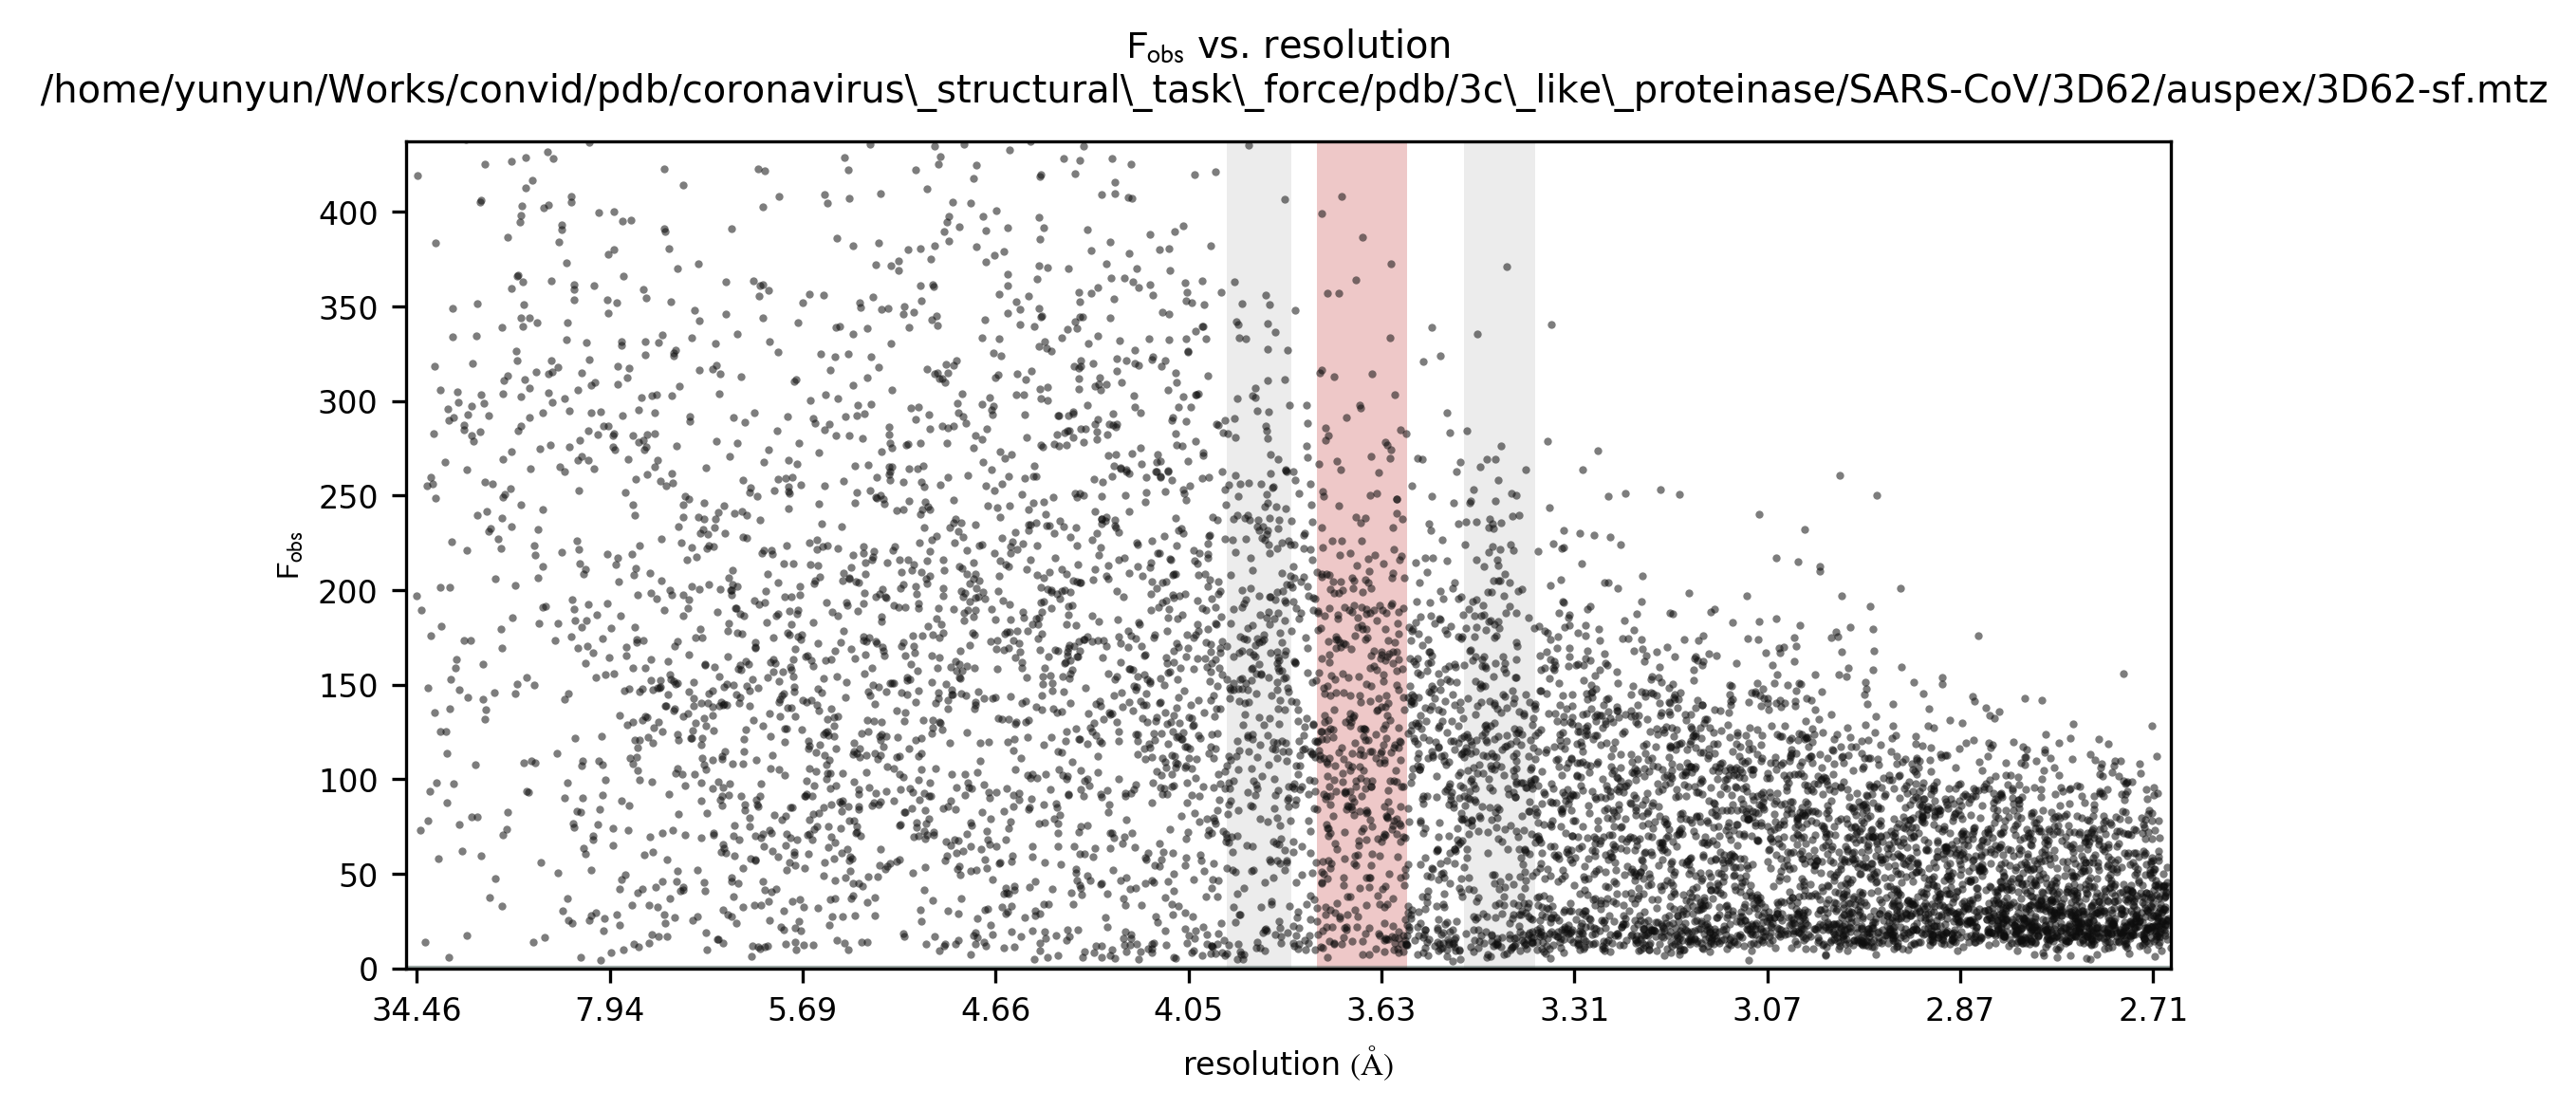 Fobs vs. resolution
/home/yunyun/Works/convid/pdb/coronavirus\_structural\_task\_force/pdb/3c\_like\_proteinase/SARS-CoV/3D62/auspex/3D62-sf.mtz
400
350
300
250
200
150
100
50
0
Fobs
34.46 7.94 5.69 4.66 4.05 3.63 3.31 3.07 2.87 2.71
resolution (Å)